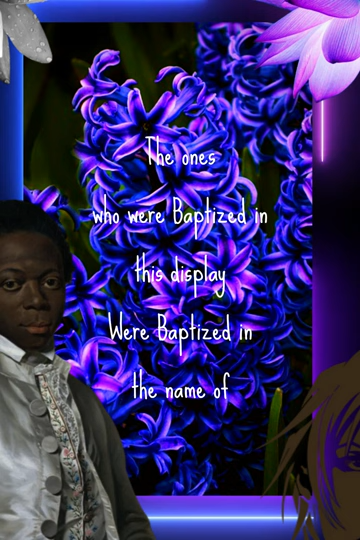 The ones
who were Baptized in
this display
Were Baptized in
the name of